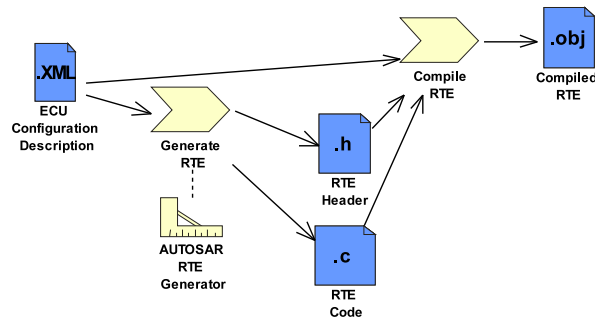 .XML
ECU
Configuration
Description
Generate
RTE
AUTOSAR
RTE
Generator
.h
RTE
Header
.c
RTE
Code
Compile
RTE
.obj
Compiled
RTE